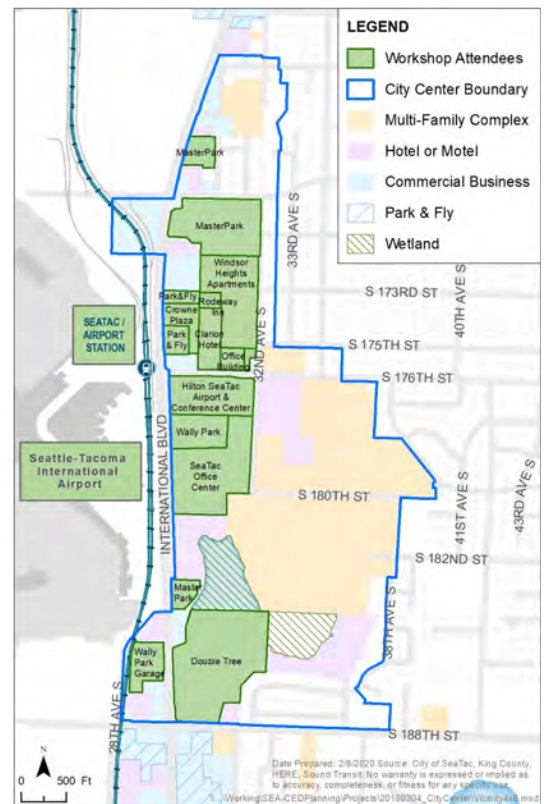 LEGEND
Workshop Attendees
City Center Boundary
Multi-Family Complex
Hotel or Motel
Commercial Business
Park & Fly
Wetland
MasterPark
MasterPark
Windsor
Heights
Apartments
Park&Fly
Rodeway
Inn
Crowne
Plaza
Park
& Fly
Clarion
Hotel
Office
Building
Hilton SeaTac
Airport &
Conference Center
Wally Park
SeaTac
Office
Center
Master
Park
Wally
Park
Garage
Double Tree
SEATAC /
AIRPORT
STATION
Seattle-Tacoma
International
Airport
INTERNATIONAL BLVD
28TH AVE S
32ND AVE S
33RD AVE S
38TH AVE S
40TH AVE S
41ST AVE S
43RD AVE S
S 173RD ST
S 175TH ST
S 176TH ST
S 180TH ST
S 182ND ST
S 188TH ST
N
0 500 Ft
Date Prepared: 2/6/2020 Source: City of SeaTac, King County,
HERE, Sound Transit. No warranty is expressed or implied as
to accuracy, completeness, or fitness for any specific use.